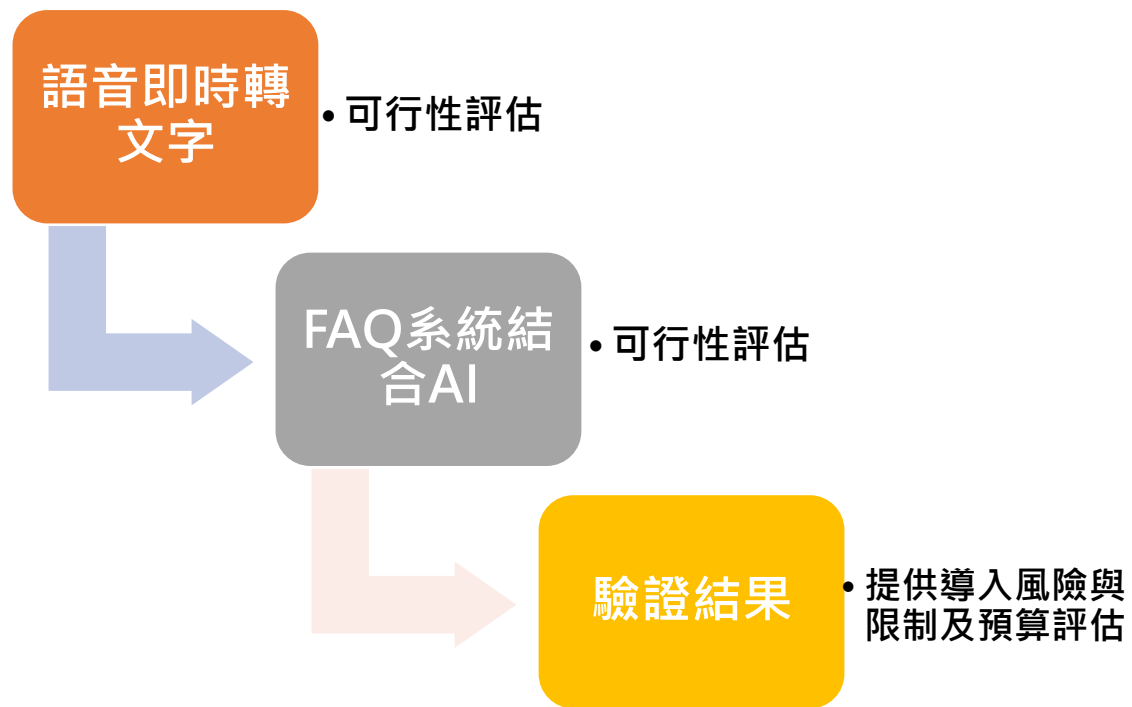 語音即時轉
文字
• 可行性評估
FAQ系統結
合AI
• 可行性評估
驗證結果
• 提供導入風險與
限制及預算評估